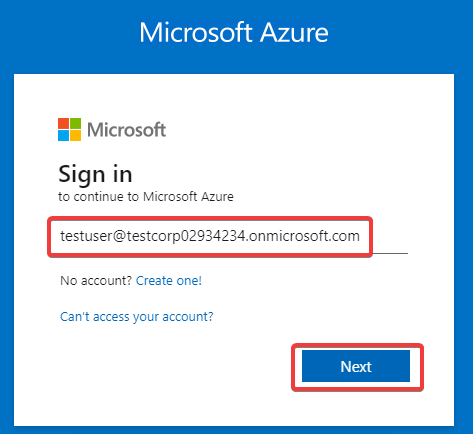 Microsoft Azure
Microsoft
Sign in
to continue to Microsoft Azure
testuser@testcorp02934234.onmicrosoft.com
No account? Create one!
Can't access your account?
Next